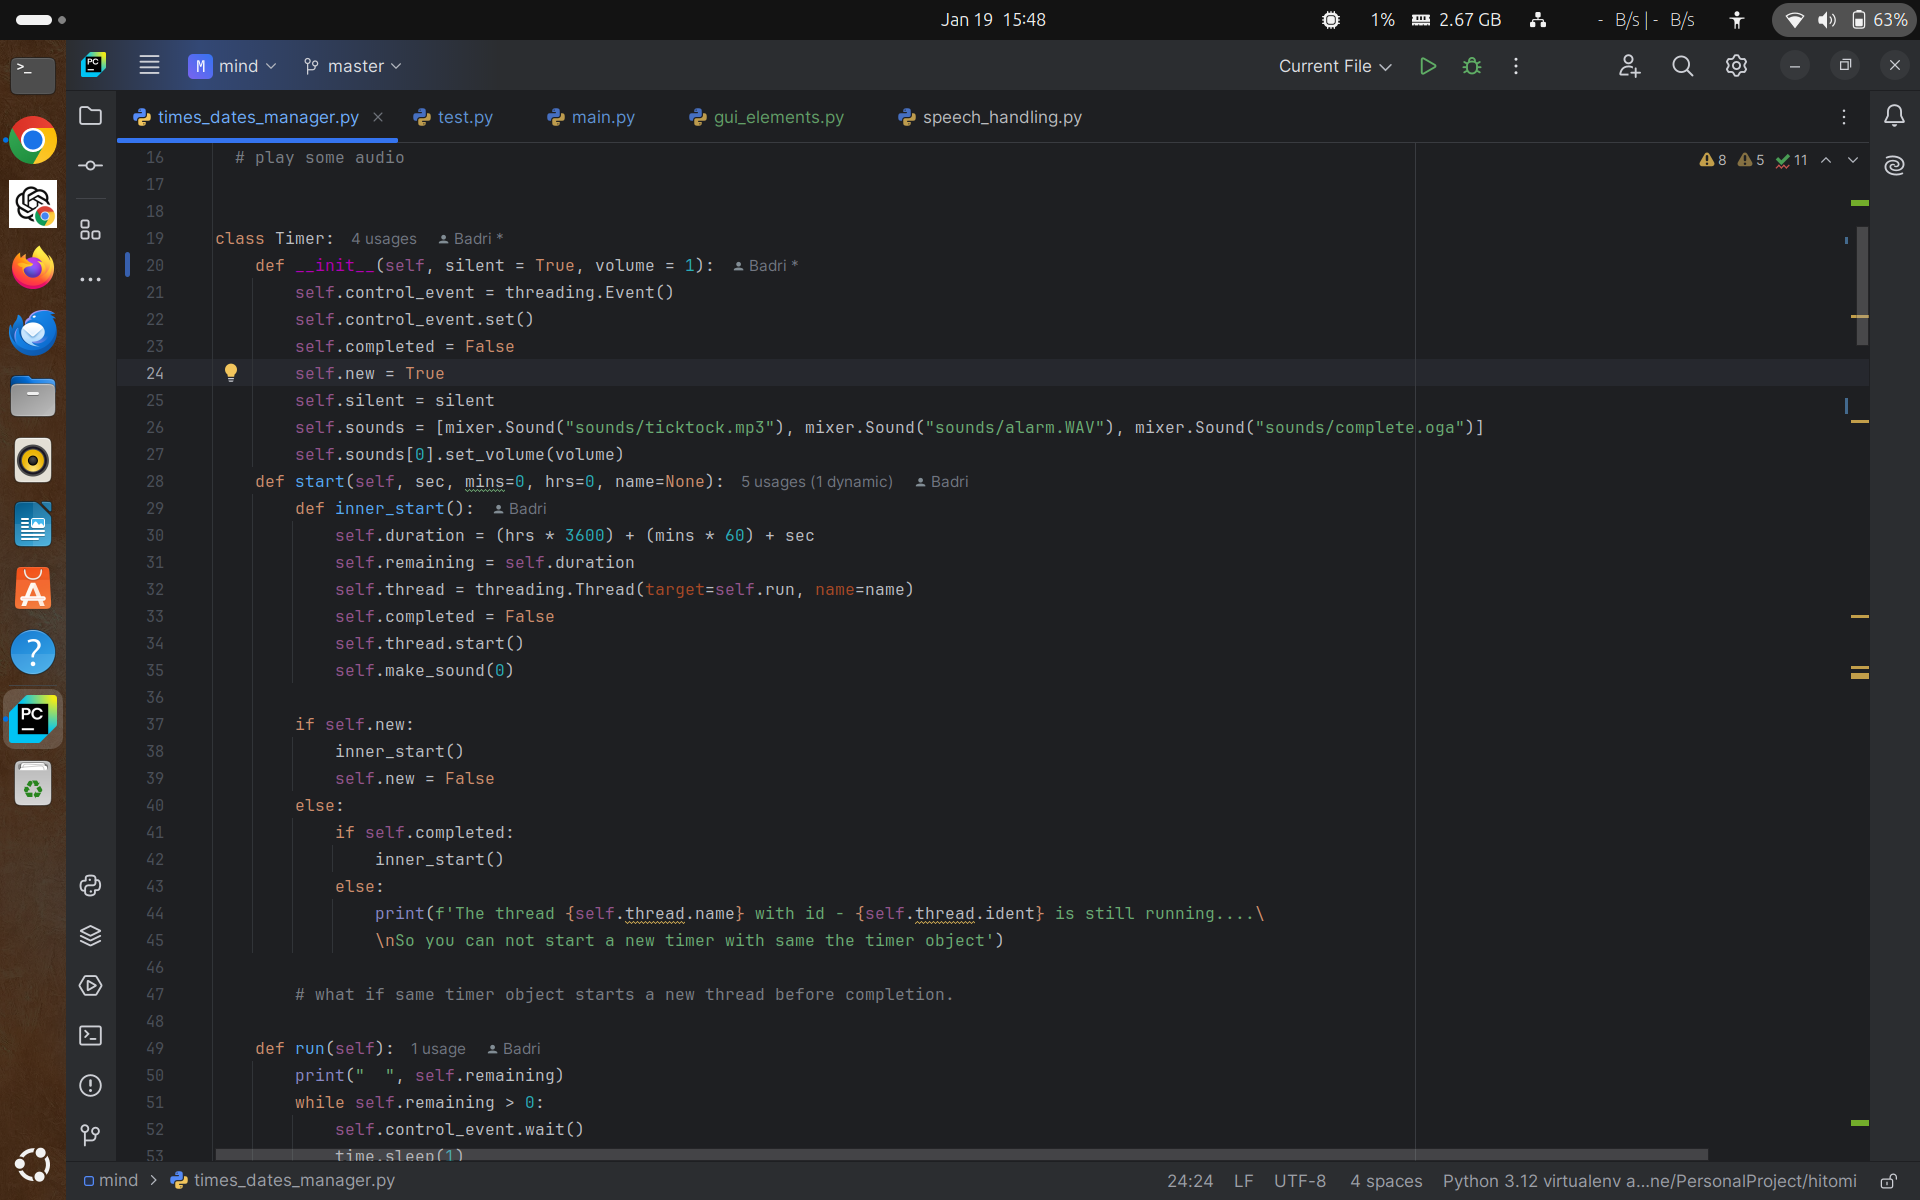 Jan 19 15:48
1% 2.67 GB - B/s | - B/s 63%
M mind master
Current File
times_dates_manager.py test.py main.py gui_elements.py speech_handling.py
8 5 11
16 # play some audio
17
18
19 class Timer: 4 usages Badri *
20 def __init__(self, silent = True, volume = 1): Badri *
21 self.control_event = threading.Event()
22 self.control_event.set()
23 self.completed = False
24 self.new = True
25 self.silent = silent
26 self.sounds = [mixer.Sound("sounds/ticktock.mp3"), mixer.Sound("sounds/alarm.WAV"), mixer.Sound("sounds/complete.oga")]
27 self.sounds[0].set_volume(volume)
28 def start(self, sec, mins=0, hrs=0, name=None): 5 usages (1 dynamic) Badri
29 def inner_start(): Badri
30 self.duration = (hrs * 3600) + (mins * 60) + sec
31 self.remaining = self.duration
32 self.thread = threading.Thread(target=self.run, name=name)
33 self.completed = False
34 self.thread.start()
35 self.make_sound(0)
36
37 if self.new:
38 inner_start()
39 self.new = False
40 else:
41 if self.completed:
42 inner_start()
43 else:
44 print(f'The thread {self.thread.name} with id - {self.thread.ident} is still running....\
45 \nSo you can not start a new timer with same the timer object')
46
47 # what if same timer object starts a new thread before completion.
48
49 def run(self): 1 usage Badri
50 print("  ", self.remaining)
51 while self.remaining > 0:
52 self.control_event.wait()
53 time.sleep(1)
mind > times_dates_manager.py 24:24 LF UTF-8 4 spaces Python 3.12 virtualenv a...ne/PersonalProject/hitomi
PC
>_
PC
?